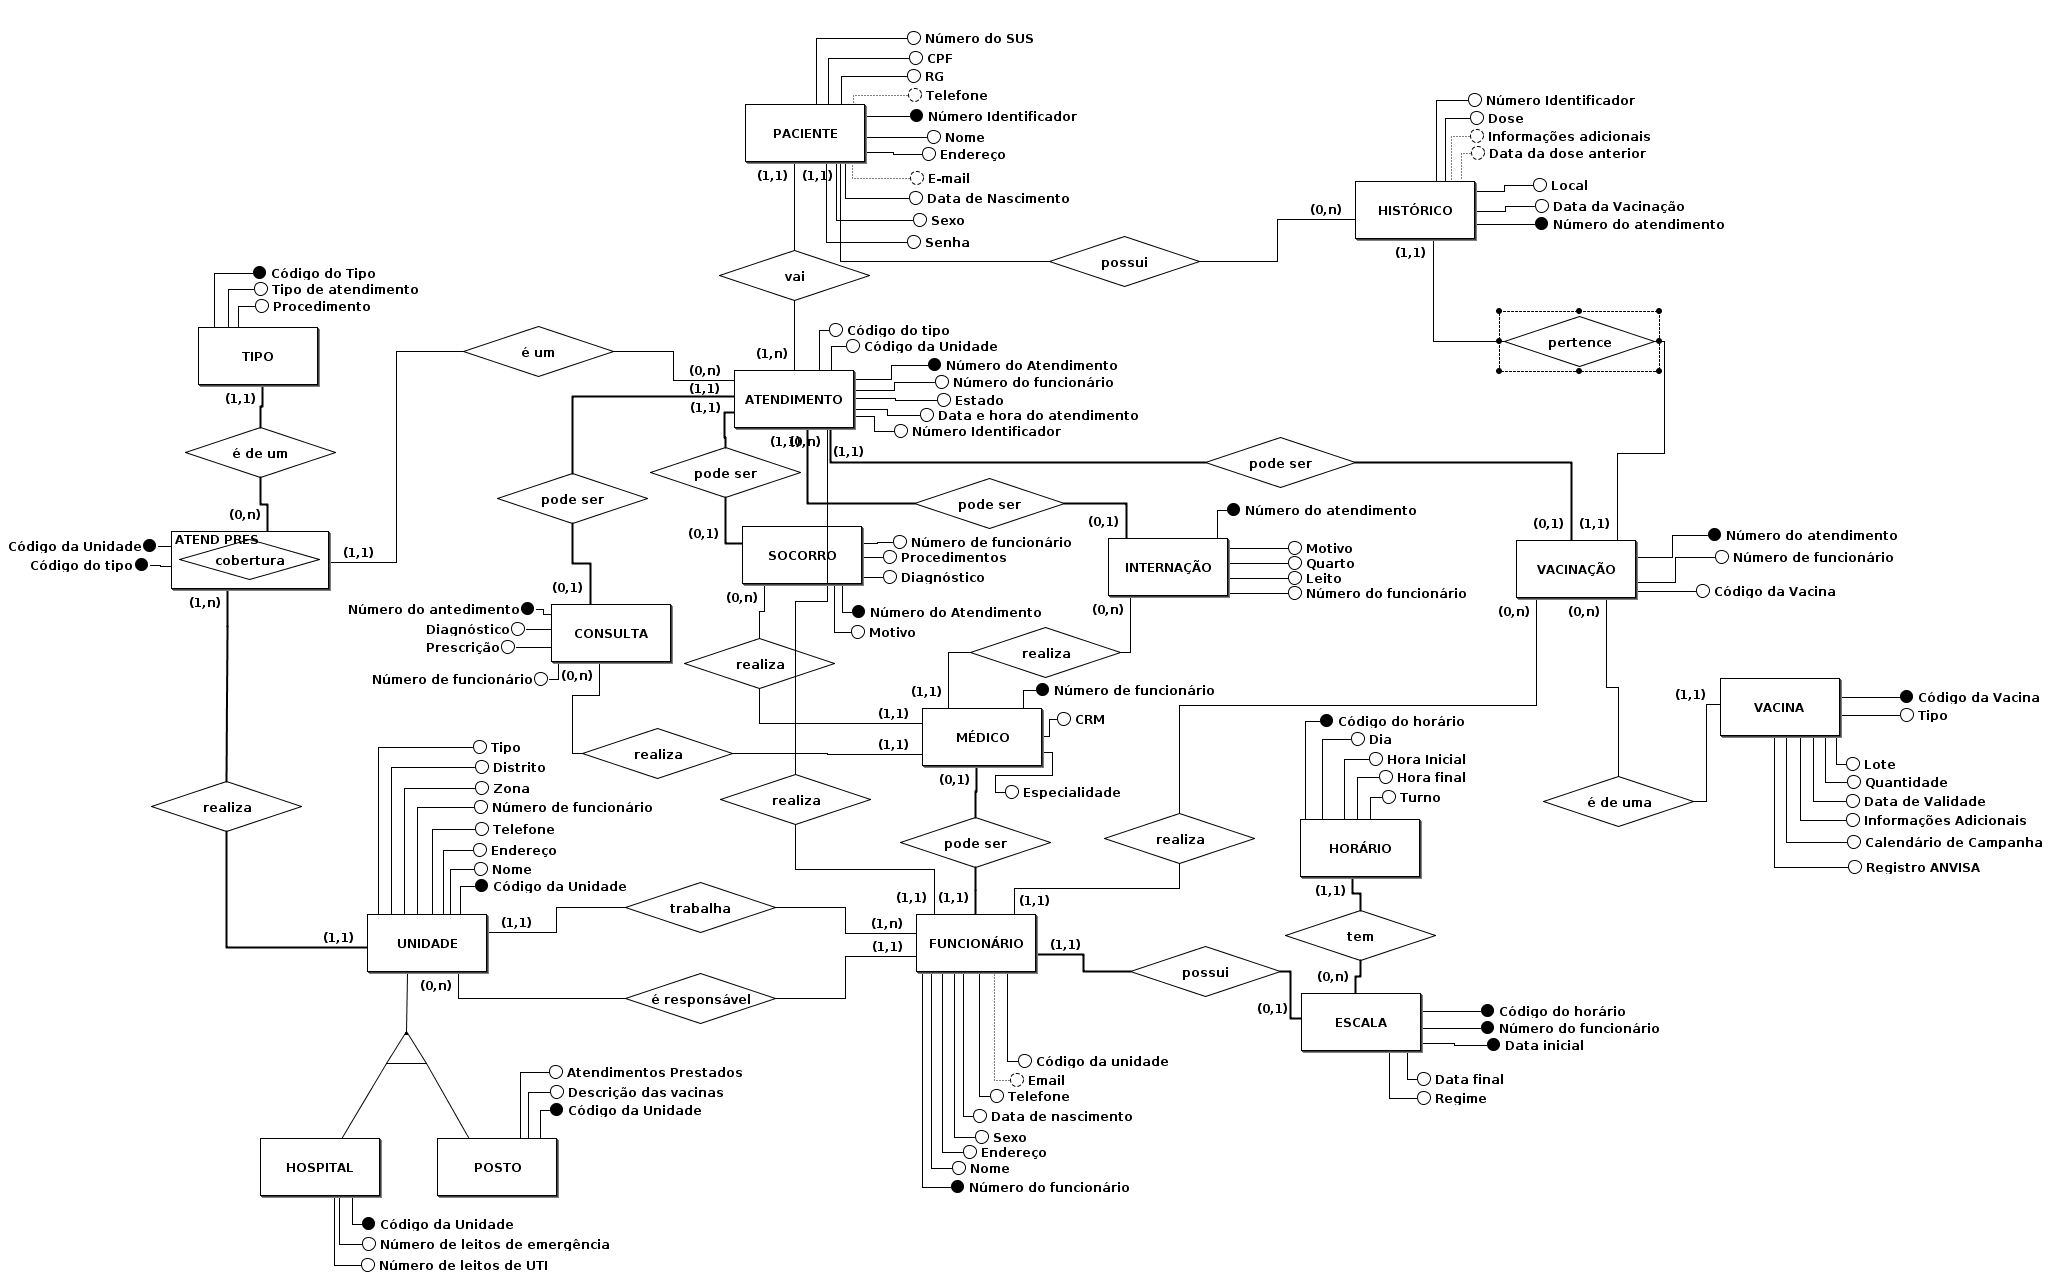 Número do SUS
CPF
RG
Telefone
PACIENTE
Número Identificador
Nome
Endereço
(1,1)
(1,1)
E-mail
Data de Nascimento
Sexo
Senha
Número Identificador
Dose
Informações adicionais
Data da dose anterior
HISTÓRICO
Local
Data da Vacinação
Número do atendimento
(0,n)
(1,1)
possui
vai
pertence
Código do Tipo
Tipo de atendimento
Procedimento
TIPO
(1,1)
é um
é de um
(0,n)
(1,n)
Código do tipo
Código da Unidade
(0,n)
(1,1)
(1,1)
ATENDIMENTO
Número do Atendimento
Número do funcionário
Estado
Data e hora do atendimento
Número Identificador
(1,1)
(0,n)
(1,1)
pode ser
pode ser
pode ser
pode ser
ATEND PRES
cobertura
Código da Unidade
Código do tipo
(1,1)
(1,n)
(0,1)
SOCORRO
Número de funcionário
Procedimentos
Diagnóstico
(0,n)
Número do Atendimento
Motivo
(0,1)
INTERNAÇÃO
Número do atendimento
Motivo
Quarto
Leito
Número do funcionário
(0,n)
(0,1)
(1,1)
VACINAÇÃO
Número do atendimento
Número de funcionário
Código da Vacina
(0,n)
(0,n)
(0,1)
Número do antedimento
Diagnóstico
Prescrição
Número de funcionário
CONSULTA
(0,n)
realiza
realiza
realiza
(1,1)
(1,1)
(1,1)
MÉDICO
Número de funcionário
CRM
Especialidade
(0,1)
(1,1)
VACINA
Código da Vacina
Tipo
Lote
Quantidade
Data de Validade
Informações Adicionais
Calendário de Campanha
Registro ANVISA
é de uma
Código do horário
Dia
Hora Inicial
Hora final
Turno
HORÁRIO
(1,1)
realiza
realiza
pode ser
realiza
Tipo
Distrito
Zona
Número de funcionário
Telefone
Endereço
Nome
Código da Unidade
(1,1)
UNIDADE
(1,1)
(0,n)
trabalha
é responsável
(1,1)
(1,1)
(1,1)
(1,n)
(1,1)
FUNCIONÁRIO
(1,1)
possui
tem
(0,n)
(0,1)
ESCALA
Código do horário
Número do funcionário
Data inicial
Data final
Regime
Código da unidade
Email
Telefone
Data de nascimento
Sexo
Endereço
Nome
Número do funcionário
Atendimentos Prestados
Descrição das vacinas
Código da Unidade
HOSPITAL
POSTO
Código da Unidade
Número de leitos de emergência
Número de leitos de UTI